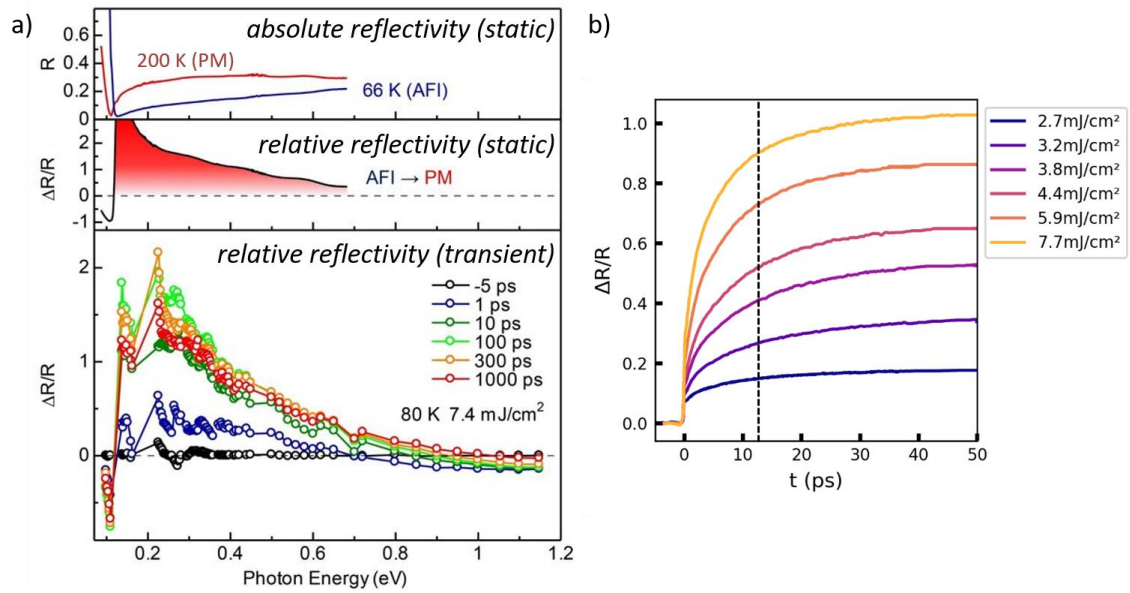 a)
absolute reflectivity (static)
R
0.6
0.4
0.2
0
200 K (PM)
66 K (AFI)
relative reflectivity (static)
ΔR/R
2
1
0
-1
AFI → PM
relative reflectivity (transient)
ΔR/R
2
1
0
-5 ps
1 ps
10 ps
100 ps
300 ps
1000 ps
80 K 7.4 mJ/cm²
0.2 0.4 0.6 0.8 1.0 1.2
Photon Energy (eV)
b)
ΔR/R
1.0
0.8
0.6
0.4
0.2
0.0
0 10 20 30 40 50
t (ps)
2.7mJ/cm²
3.2mJ/cm²
3.8mJ/cm²
4.4mJ/cm²
5.9mJ/cm²
7.7mJ/cm²